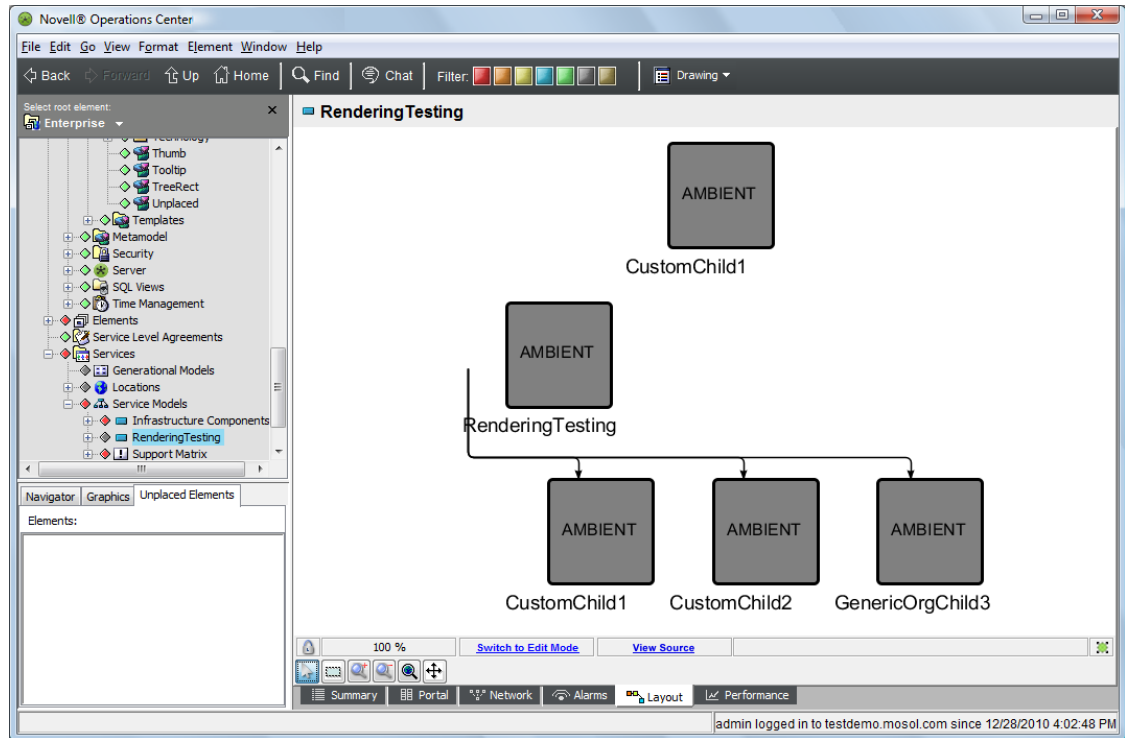 Novell® Operations Center
File Edit Go View Format Element Window Help
Back Forward Up Home Find Chat Filter: Drawing
Select root element:
Enterprise
RenderingTesting
Technology
Thumb
Tooltip
TreeRect
Unplaced
Templates
Metamodel
Security
Server
SQL Views
Time Management
Elements
Service Level Agreements
Services
Generational Models
Locations
Service Models
Infrastructure Components
RenderingTesting
Support Matrix
Navigator Graphics Unplaced Elements
Elements:
AMBIENT
CustomChild1
AMBIENT
RenderingTesting
AMBIENT AMBIENT AMBIENT
CustomChild1 CustomChild2 GenericOrgChild3
100 % Switch to Edit Mode View Source
Summary Portal Network Alarms Layout Performance
admin logged in to testdemo.mosol.com since 12/28/2010 4:02:48 PM